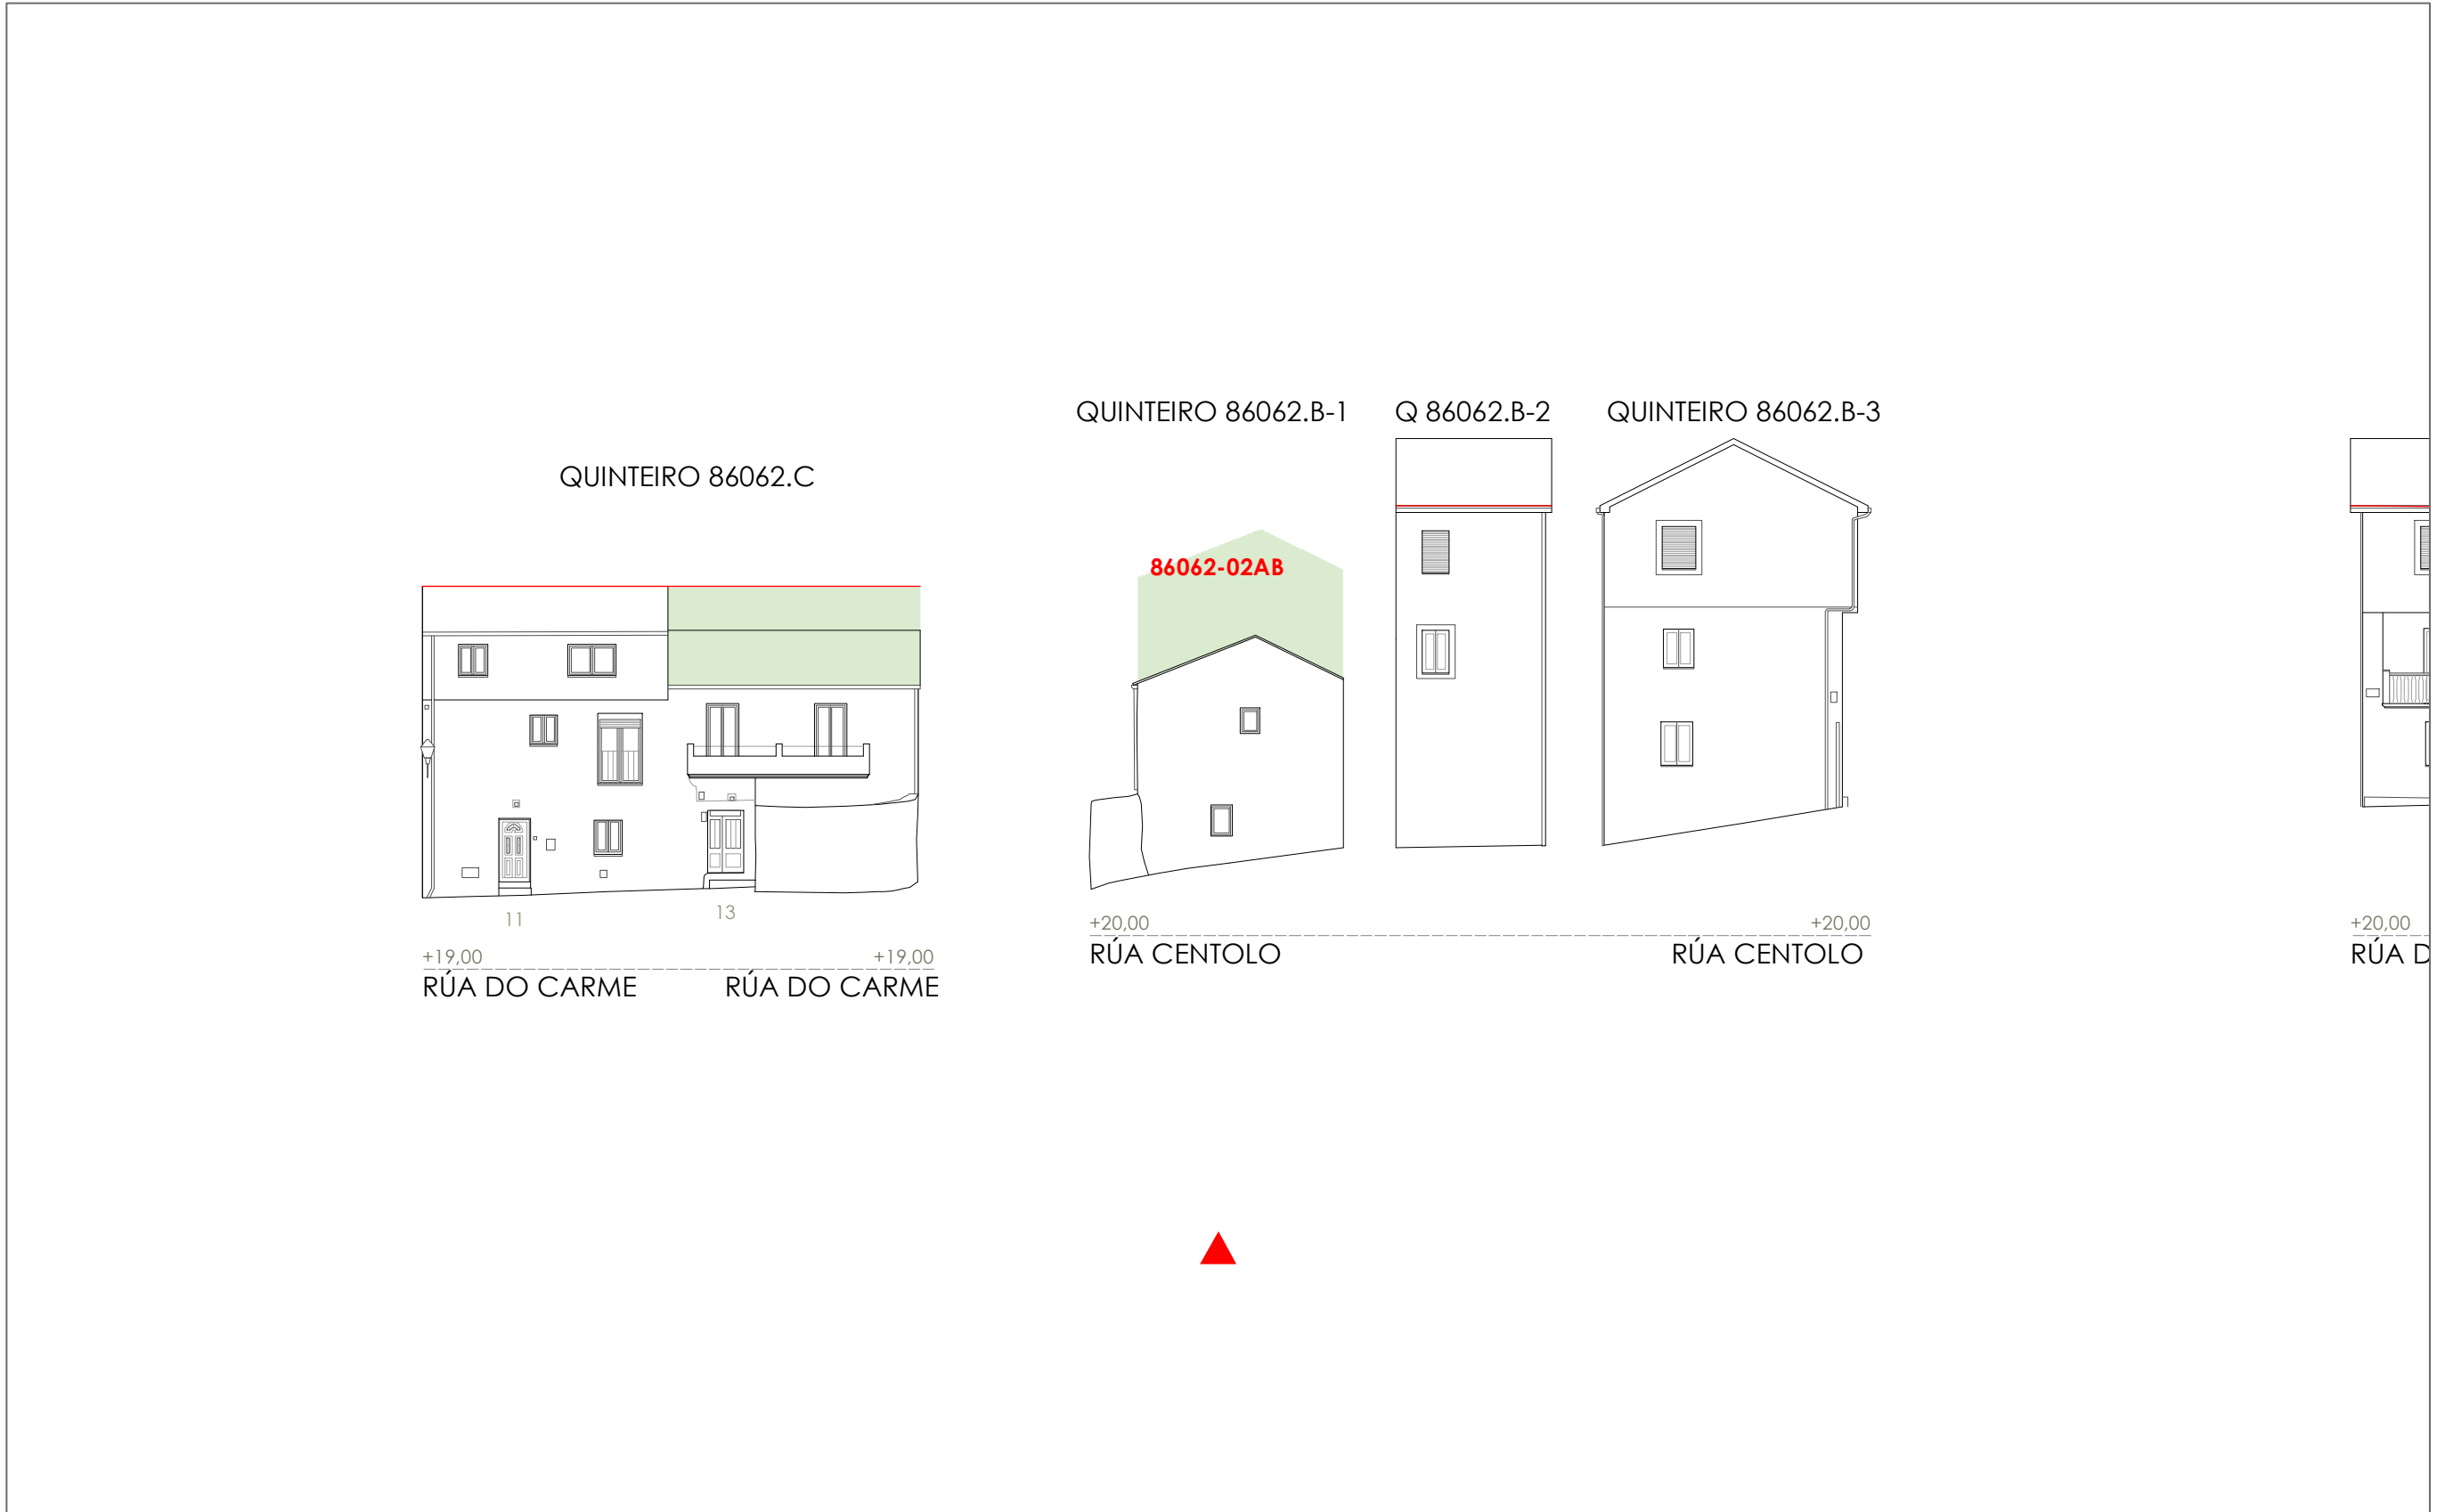 QUINTEIRO 86062.B-1
Q 86062.B-2
QUINTEIRO 86062.B-3
QUINTEIRO 86062.C
86062-02AB
11
13
+19,00
+19,00
RÚA DO CARME
RÚA DO CARME
+20,00
+20,00
RÚA CENTOLO
RÚA CENTOLO
+20,00
RÚA